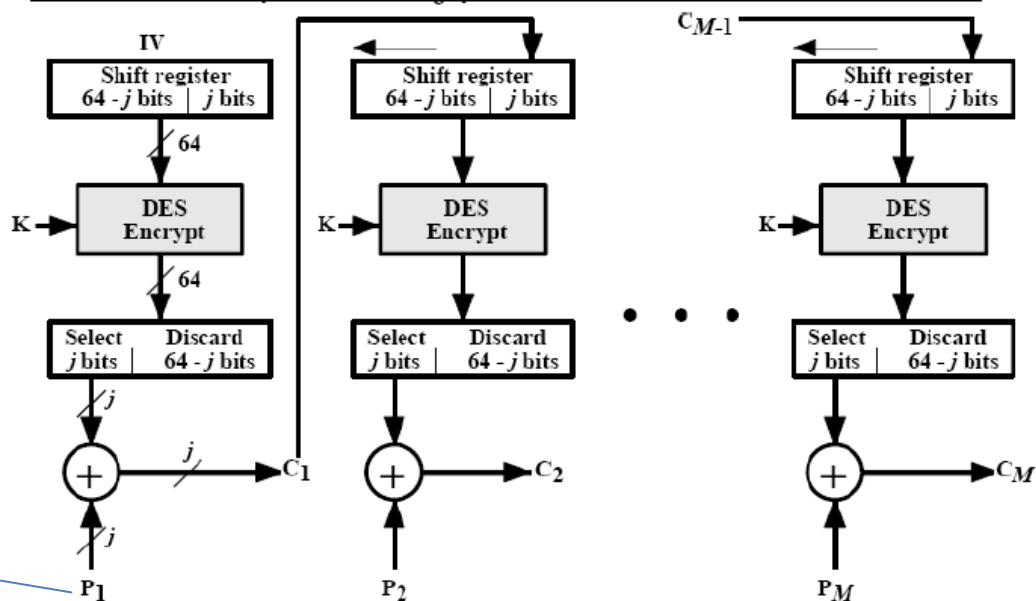 C_M-1
IV
Shift register
64 - j bits | j bits
Shift register
64 - j bits | j bits
Shift register
64 - j bits | j bits
64
K
DES
Encrypt
K
DES
Encrypt
K
DES
Encrypt
64
Select Discard
j bits | 64 - j bits
Select Discard
j bits | 64 - j bits
Select Discard
j bits | 64 - j bits
j
j
+
C1
+
C2
+
CM
j
P1
P2
PM